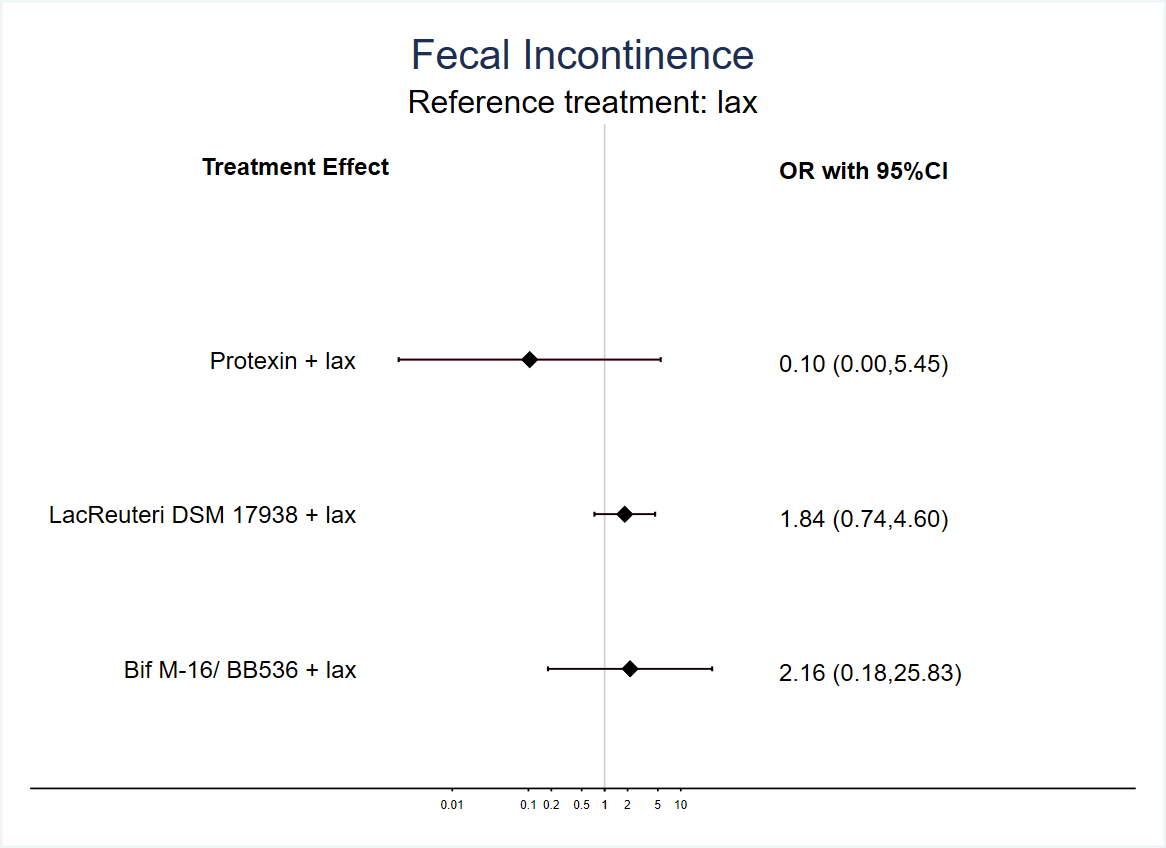 Fecal Incontinence
Reference treatment: lax
Treatment Effect OR with 95%CI
Protexin + lax 0.10 (0.00,5.45)
LacReuteri DSM 17938 + lax 1.84 (0.74,4.60)
Bif M-16/ BB536 + lax 2.16 (0.18,25.83)
0.01 0.1 0.2 0.5 1 2 5 10